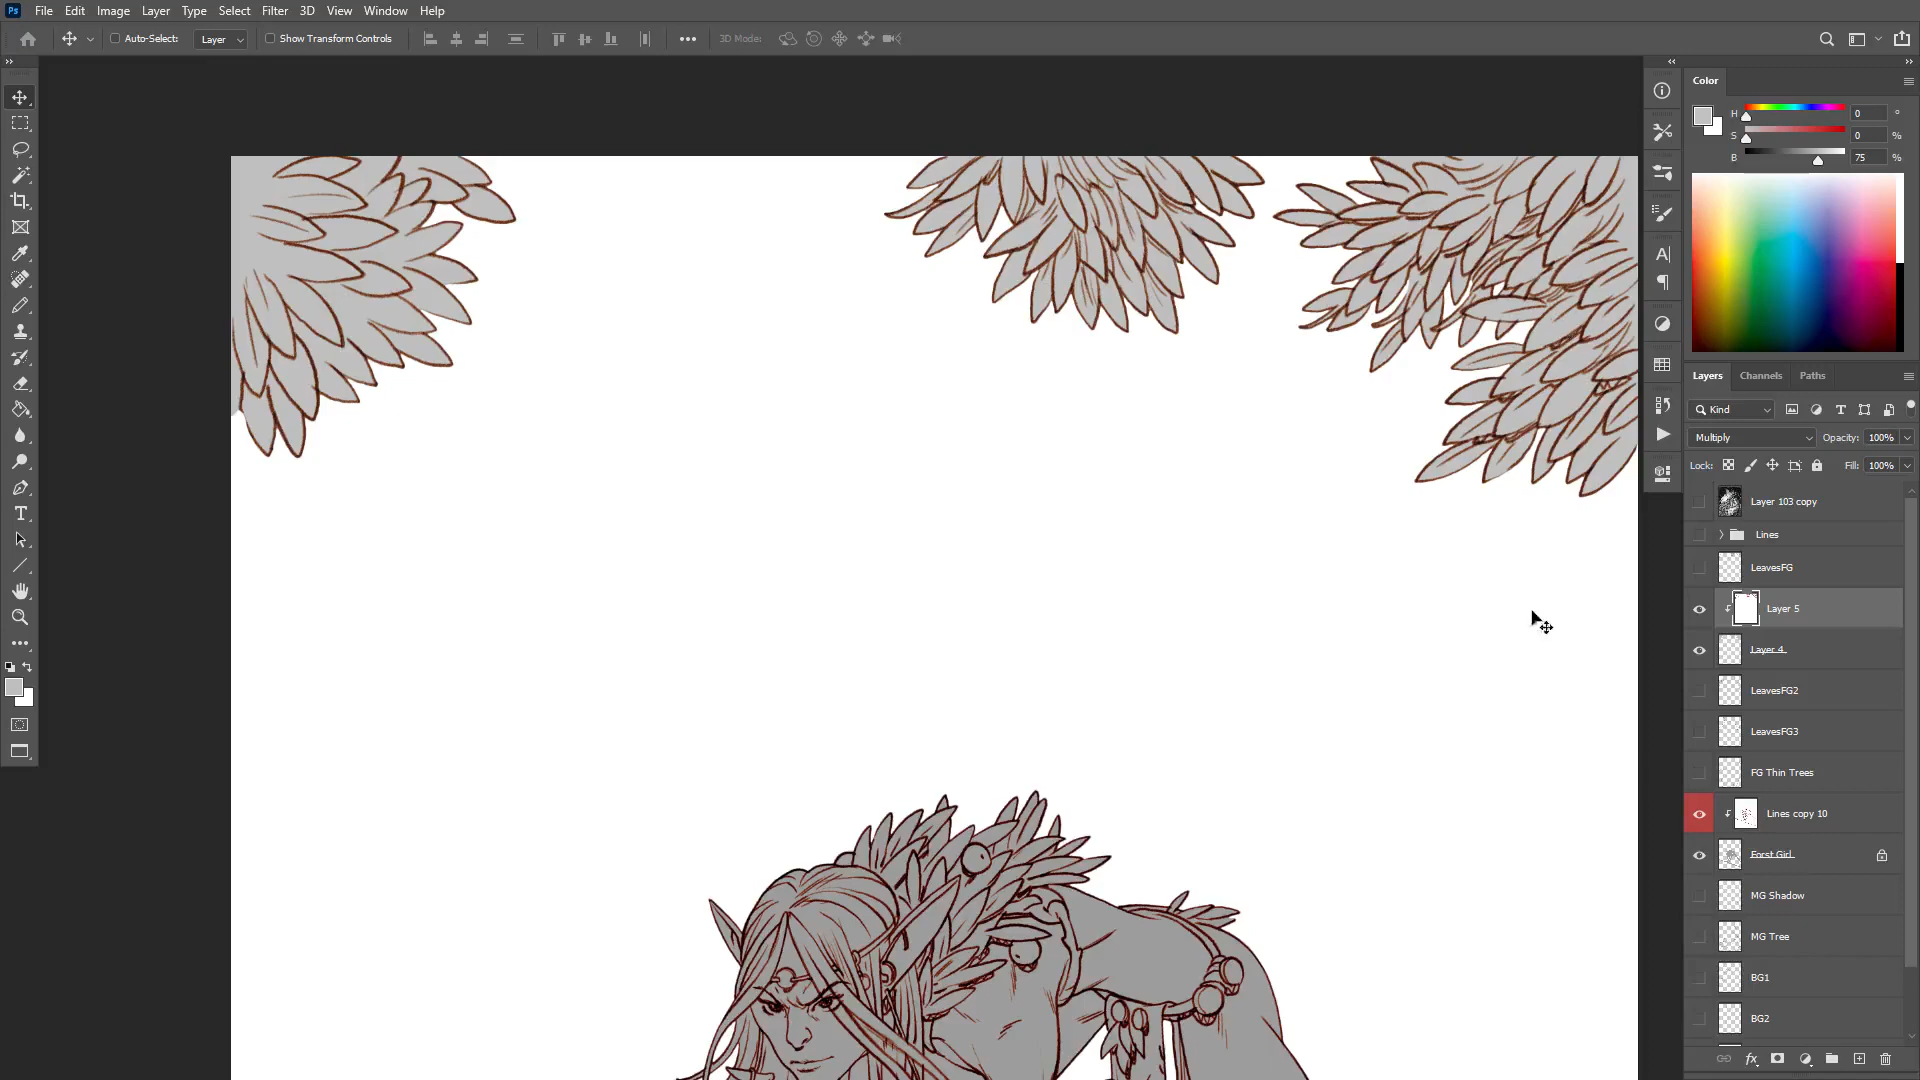 Ps File Edit Image Layer Type Select Filter 3D View Window Help
Auto-Select: Layer Show Transform Controls 3D Mode:
Color
H 0 °
S 0 %
B 75 %
Layers Channels Paths
Kind
Multiply Opacity: 100%
Lock: Fill: 100%
Layer 103 copy
Lines
LeavesFG
Layer 5
Layer 4
LeavesFG2
LeavesFG3
FG Thin Trees
Lines copy 10
Forst Girl
MG Shadow
MG Tree
BG1
BG2